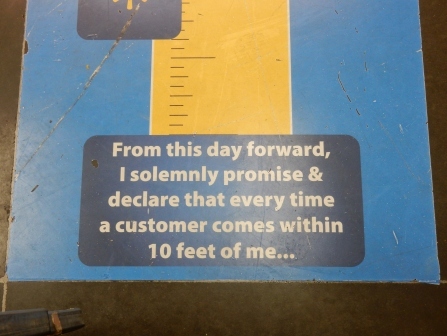 From this day forward,
I solemnly promise &
declare that every time
a customer comes within
10 feet of me...